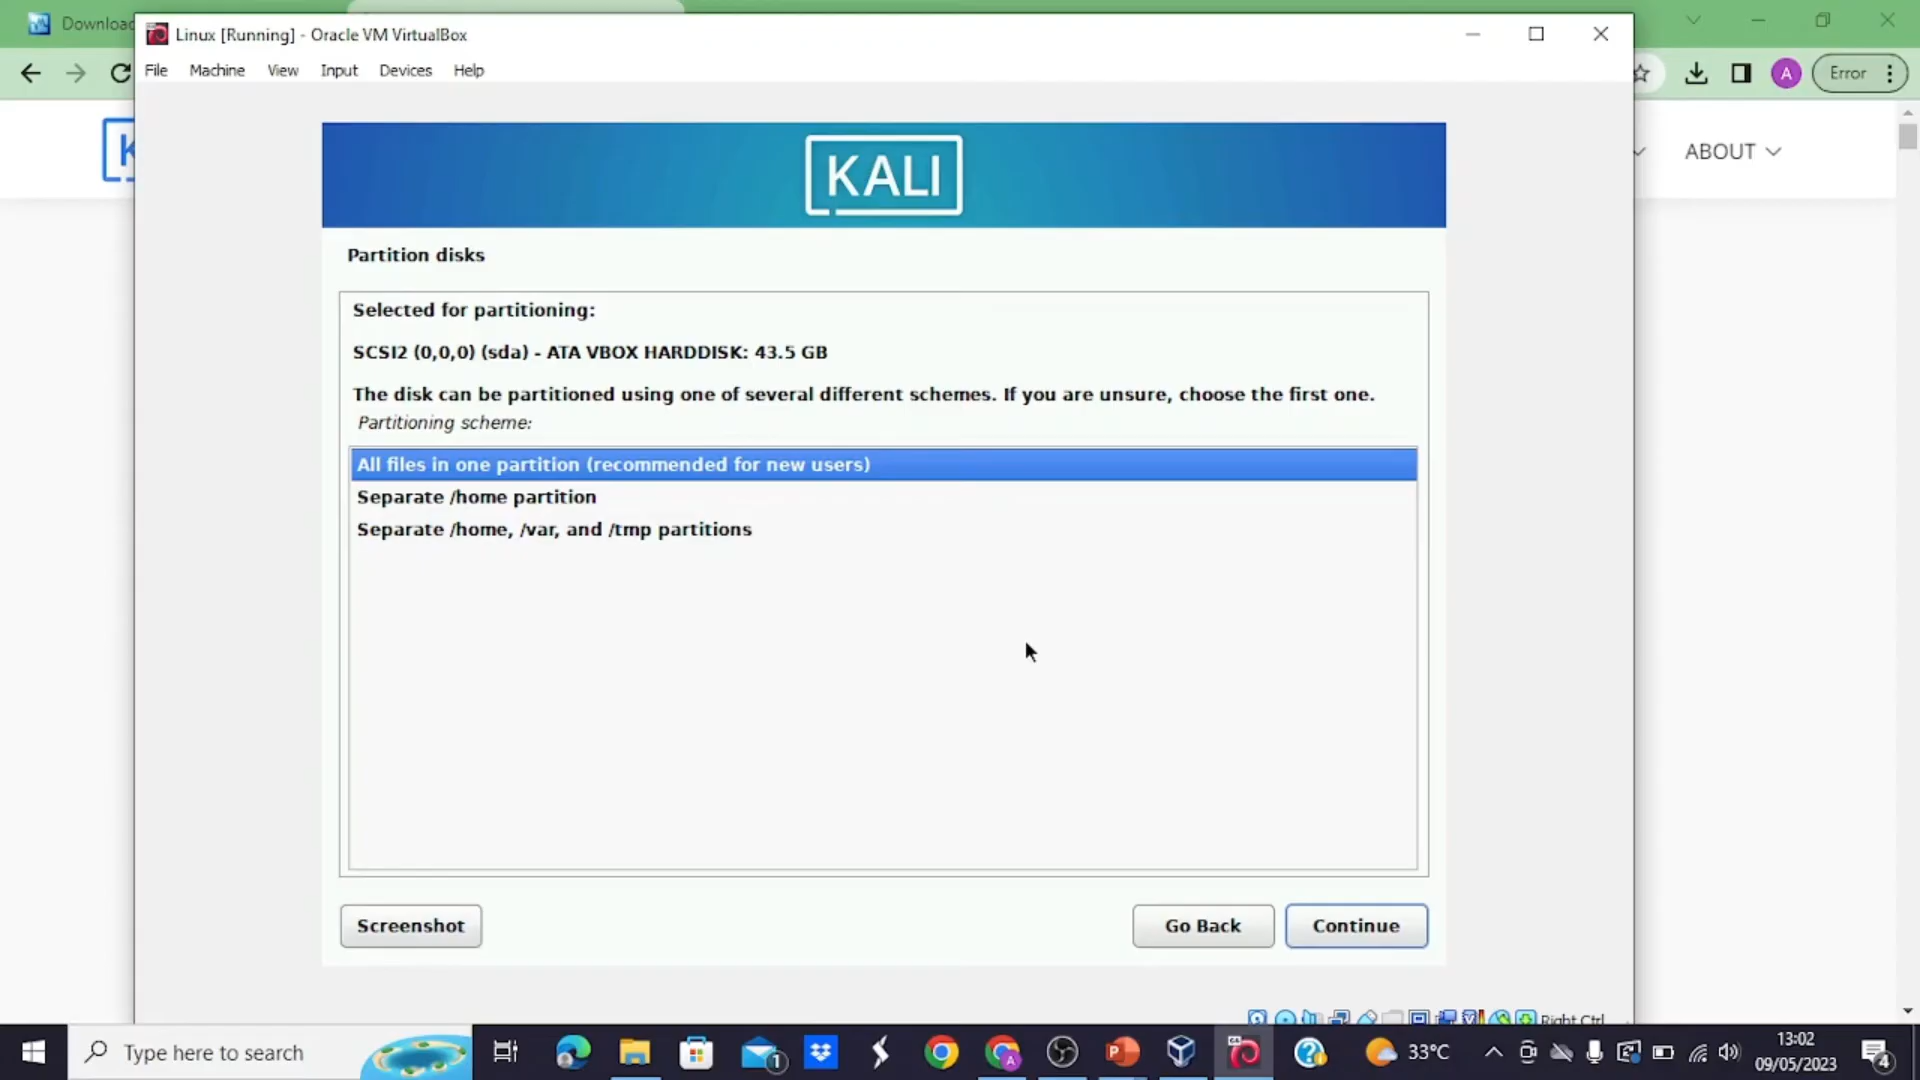 Download
Linux [Running] - Oracle VM VirtualBox
File Machine View Input Devices Help
A Error
ABOUT
KALI
Partition disks
Selected for partitioning:
SCSI2 (0,0,0) (sda) - ATA VBOX HARDDISK: 43.5 GB
The disk can be partitioned using one of several different schemes. If you are unsure, choose the first one.
Partitioning scheme:
All files in one partition (recommended for new users)
Separate /home partition
Separate /home, /var, and /tmp partitions
Screenshot Go Back Continue
Right Ctrl
Type here to search
33°C
13:02
09/05/2023
4